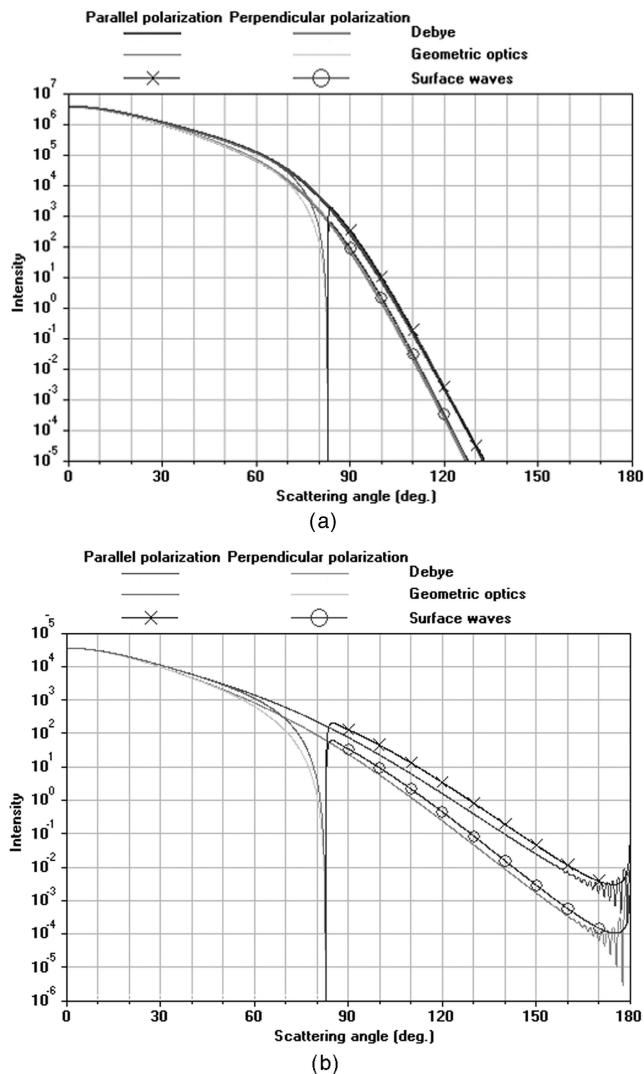 Parallel polarization Perpendicular polarization
Debye
Geometric optics
Surface waves
10^7
10^6
10^5
10^4
10^3
10^2
10^1
10^0
10^-1
10^-2
10^-3
10^-4
10^-5
Intensity
0 30 60 90 120 150 180
Scattering angle (deg.)
(a)
Parallel polarization Perpendicular polarization
Debye
Geometric optics
Surface waves
10^5
10^4
10^3
10^2
10^1
10^0
10^-1
10^-2
10^-3
10^-4
10^-5
10^-6
Intensity
0 30 60 90 120 150 180
Scattering angle (deg.)
(b)